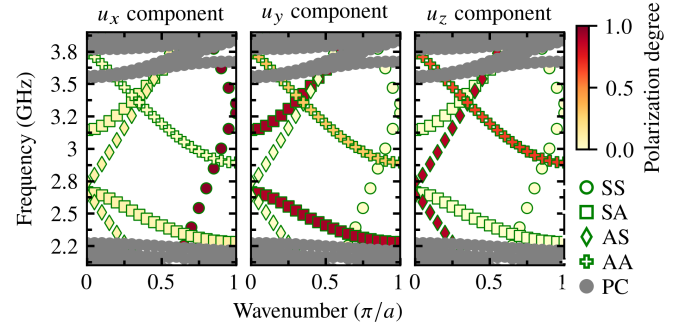 u_x component u_y component u_z component
3.8
3.5
3.2
3
2.8
2.5
2.2
Frequency (GHz)
0 0.5 1 0 0.5 1 0 0.5 1
Wavenumber (π/a)
1.0
0.5
0.0
Polarization degree
SS
SA
AS
AA
PC